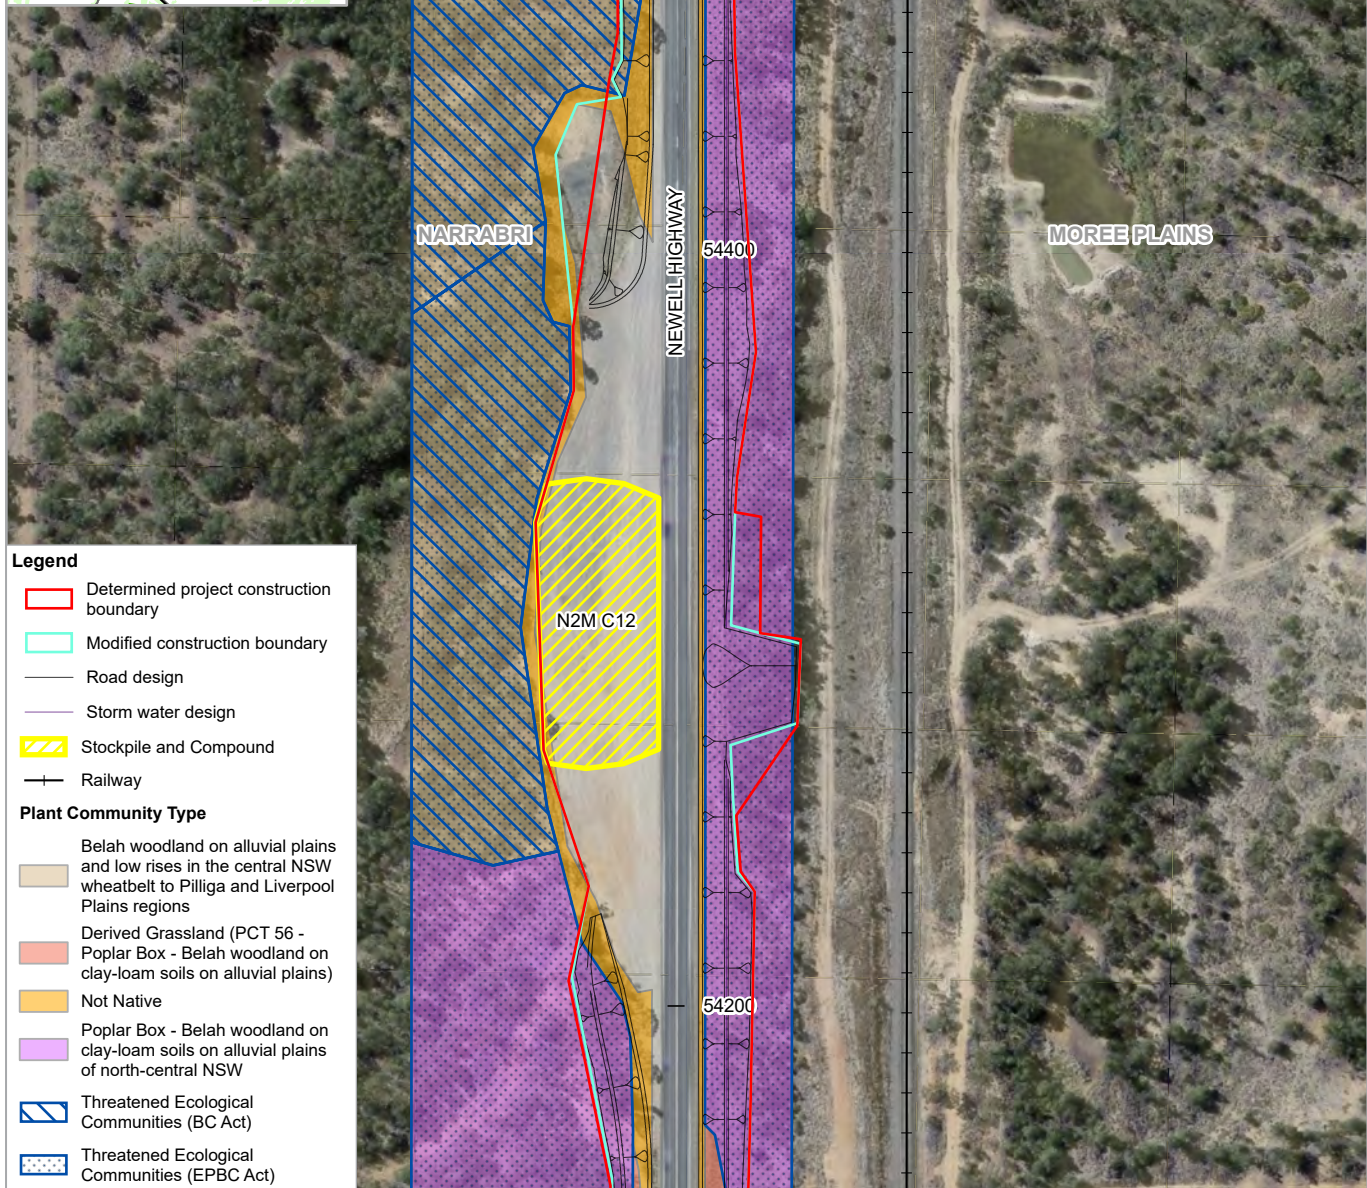 NARRABRI
NEWELL HIGHWAY
54400
MOREE PLAINS
N2M C12
54200
Legend
Determined project construction
boundary
Modified construction boundary
Road design
Storm water design
Stockpile and Compound
Railway
Plant Community Type
Belah woodland on alluvial plains
and low rises in the central NSW
wheatbelt to Pilliga and Liverpool
Plains regions
Derived Grassland (PCT 56 -
Poplar Box - Belah woodland on
clay-loam soils on alluvial plains)
Not Native
Poplar Box - Belah woodland on
clay-loam soils on alluvial plains
of north-central NSW
Threatened Ecological
Communities (BC Act)
Threatened Ecological
Communities (EPBC Act)